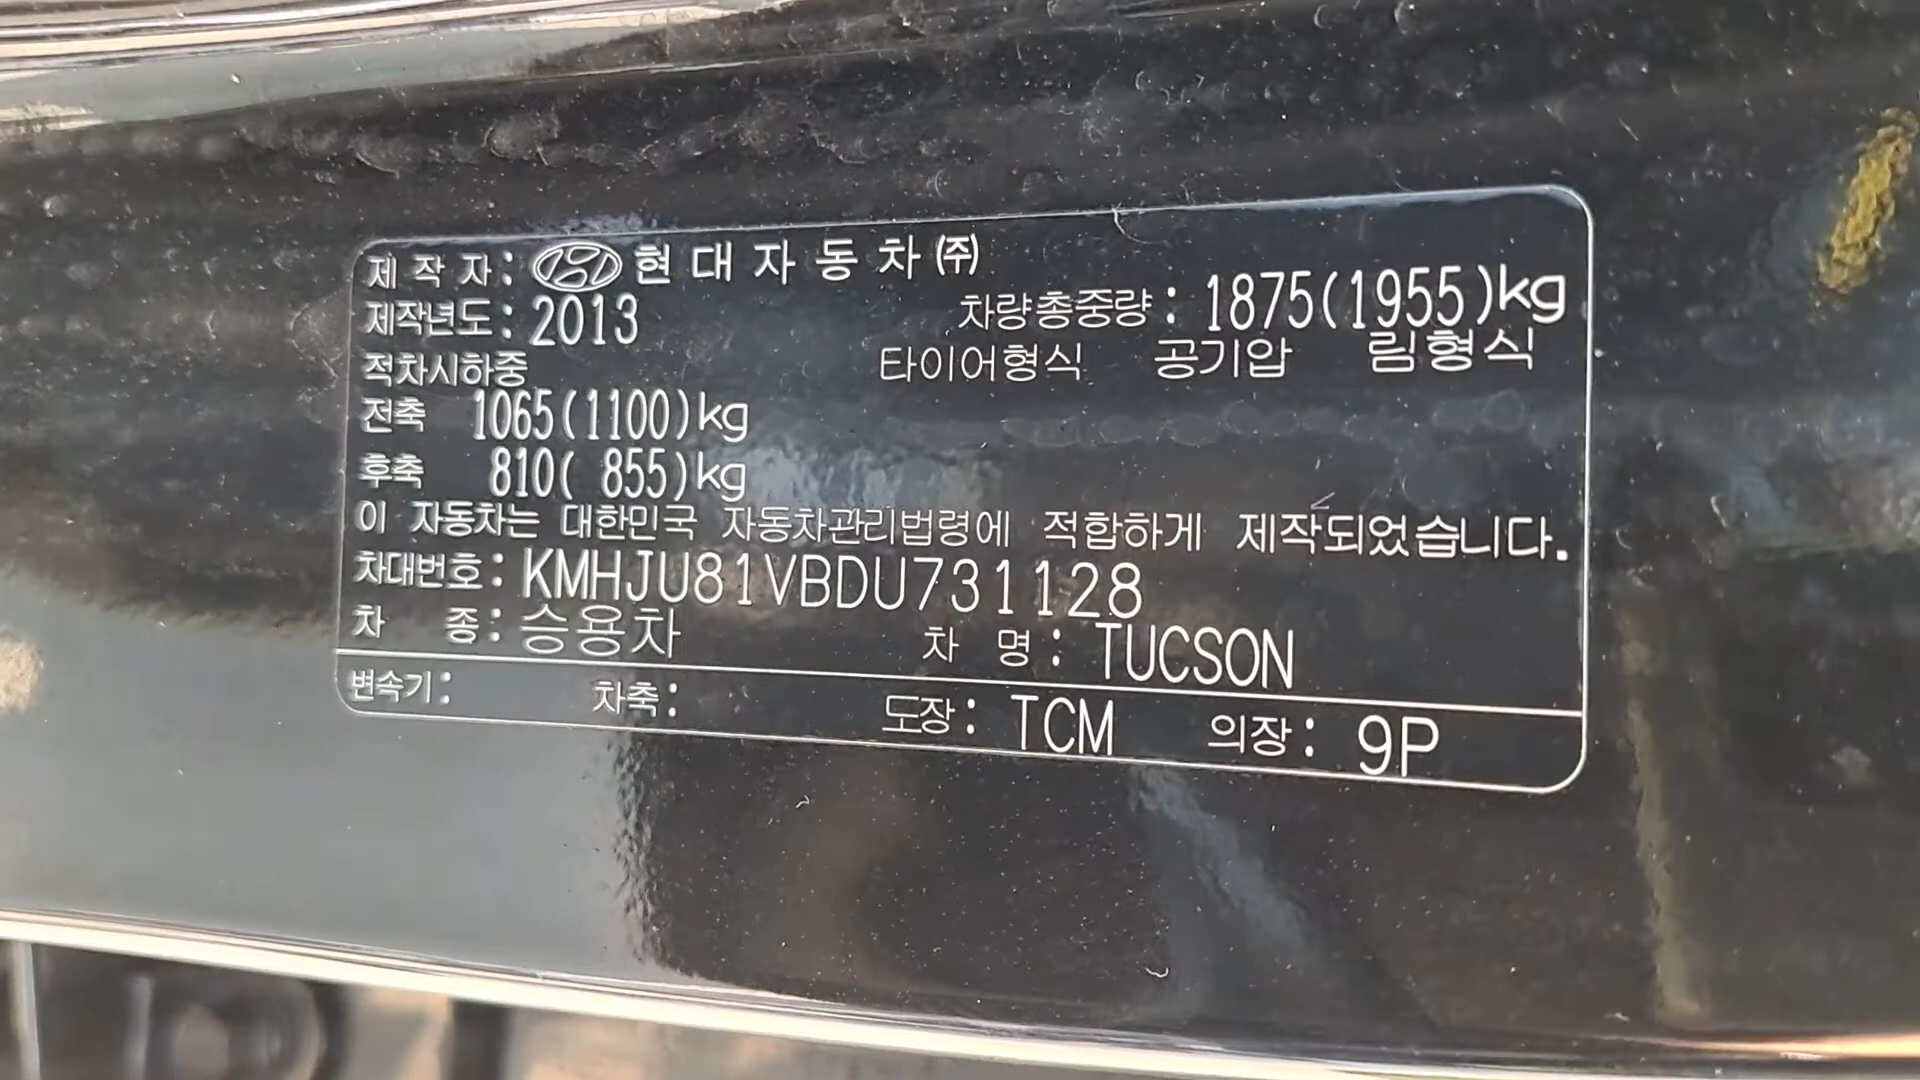 제 작 자 : 현 대 자 동 차 ㈜
제작년도 : 2013 차량총중량 : 1875(1955)kg
적차시하중 타이어형식 공기압 림형식
전축 1065(1100)kg
후축 810( 855)kg
이 자동차는 대한민국 자동차관리법령에 적합하게 제작되었습니다.
차대번호 : KMHJU81VBDU731128
차 종 : 승용차 차 명 : TUCSON
변속기 : 차축 : 도장 : TCM 의장 : 9P